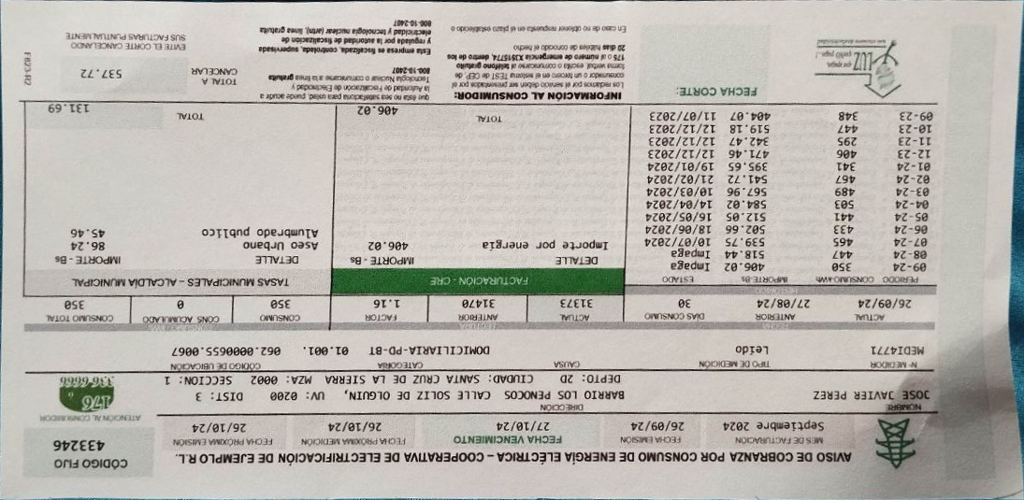 AVISO DE COBRANZA POR CONSUMO DE ENERGÍA ELÉCTRICA – COOPERATIVA DE ELECTRIFICACIÓN DE EJEMPLO R.L.
CÓDIGO FIJO
433246
MES DE FACTURACIÓN
Septiembre 2024
FECHA EMISIÓN
26/09/24
FECHA VENCIMIENTO
27/10/24
FECHA PRÓXIMA MEDICIÓN
26/10/24
FECHA PRÓXIMA EMISIÓN
26/10/24
NOMBRE
JOSE JAVIER PEREZ
DIRECCIÓN
BARRIO LOS PENOCOS CALLE SOLIZ DE OLGUIN, UV: 0200 DIST: 3
DEPTO: 2D CIUDAD: SANTA CRUZ DE LA SIERRA MZA: 0002 SECCION: 1
ATENCIÓN AL CONSUMIDOR
176
ó
336 6666
Nº MEDIDOR
MEDI4771
TIPO DE MEDICIÓN
Leído
CAUSA
CATEGORÍA
DOMICILIARIA-PD-BT
CÓDIGO DE UBICACIÓN
01.001. 062.0000655.0067
FECHA
LECTURA
ACTUAL ANTERIOR DIAS CONSUMO ACTUAL ANTERIOR FACTOR CONSUMO CONS ACUMULADO CONSUMO TOTAL
26/09/24 27/08/24 30 31373 31470 1.16 350 0 350
PERIODO CONSUMO kWh IMPORTE-Bs ESTADO
09-24 350 406.02 Impaga
08-24 447 518.44 Impaga
07-24 465 539.75 10/07/2024
06-24 433 502.66 18/06/2024
05-24 441 512.05 16/05/2024
04-24 503 584.02 14/04/2024
03-24 489 567.96 10/03/2024
02-24 467 541.72 21/02/2024
01-24 341 395.65 19/01/2024
12-23 406 471.46 12/12/2023
11-23 295 342.47 12/12/2023
10-23 447 519.18 12/12/2023
09-23 348 404.07 11/07/2023
FACTURACIÓN - CRE
DETALLE IMPORTE - Bs
Importe por energía 406.02
TOTAL 406.02
TASAS MUNICIPALES - ALCALDÍA MUNICIPAL
DETALLE IMPORTE - Bs
Aseo Urbano 86.24
Alumbrado publico 45.46
TOTAL 131.69
LUZ
FECHA CORTE:
INFORMACIÓN AL CONSUMIDOR:
Los reclamos por el servicio deben ser presentados por el
consumidor o un tercero en el sistema TEST de CEP, de
forma verbal, escrita o comunicarse al teléfono gratuito
176 o al número de emergencia X3515774, dentro de los
20 días hábiles de conocido el hecho
En caso de no obtener respuesta en el plazo establecido o
que ésta no sea satisfactoria para usted, puede acudir a
la Autoridad de Fiscalización de Electricidad y
Tecnología Nuclear o comunicarse a la línea gratuita
800-10-2407
Esta empresa es fiscalizada, controlada, supervisada
y regulada por la autoridad de fiscalización de
electricidad y tecnología nuclear (aetn), línea gratuita
800-10-2407
TOTAL A
CANCELAR
537.72
EVITE EL CORTE CANCELANDO
SUS FACTURAS PUNTUALMENTE
F823-R2